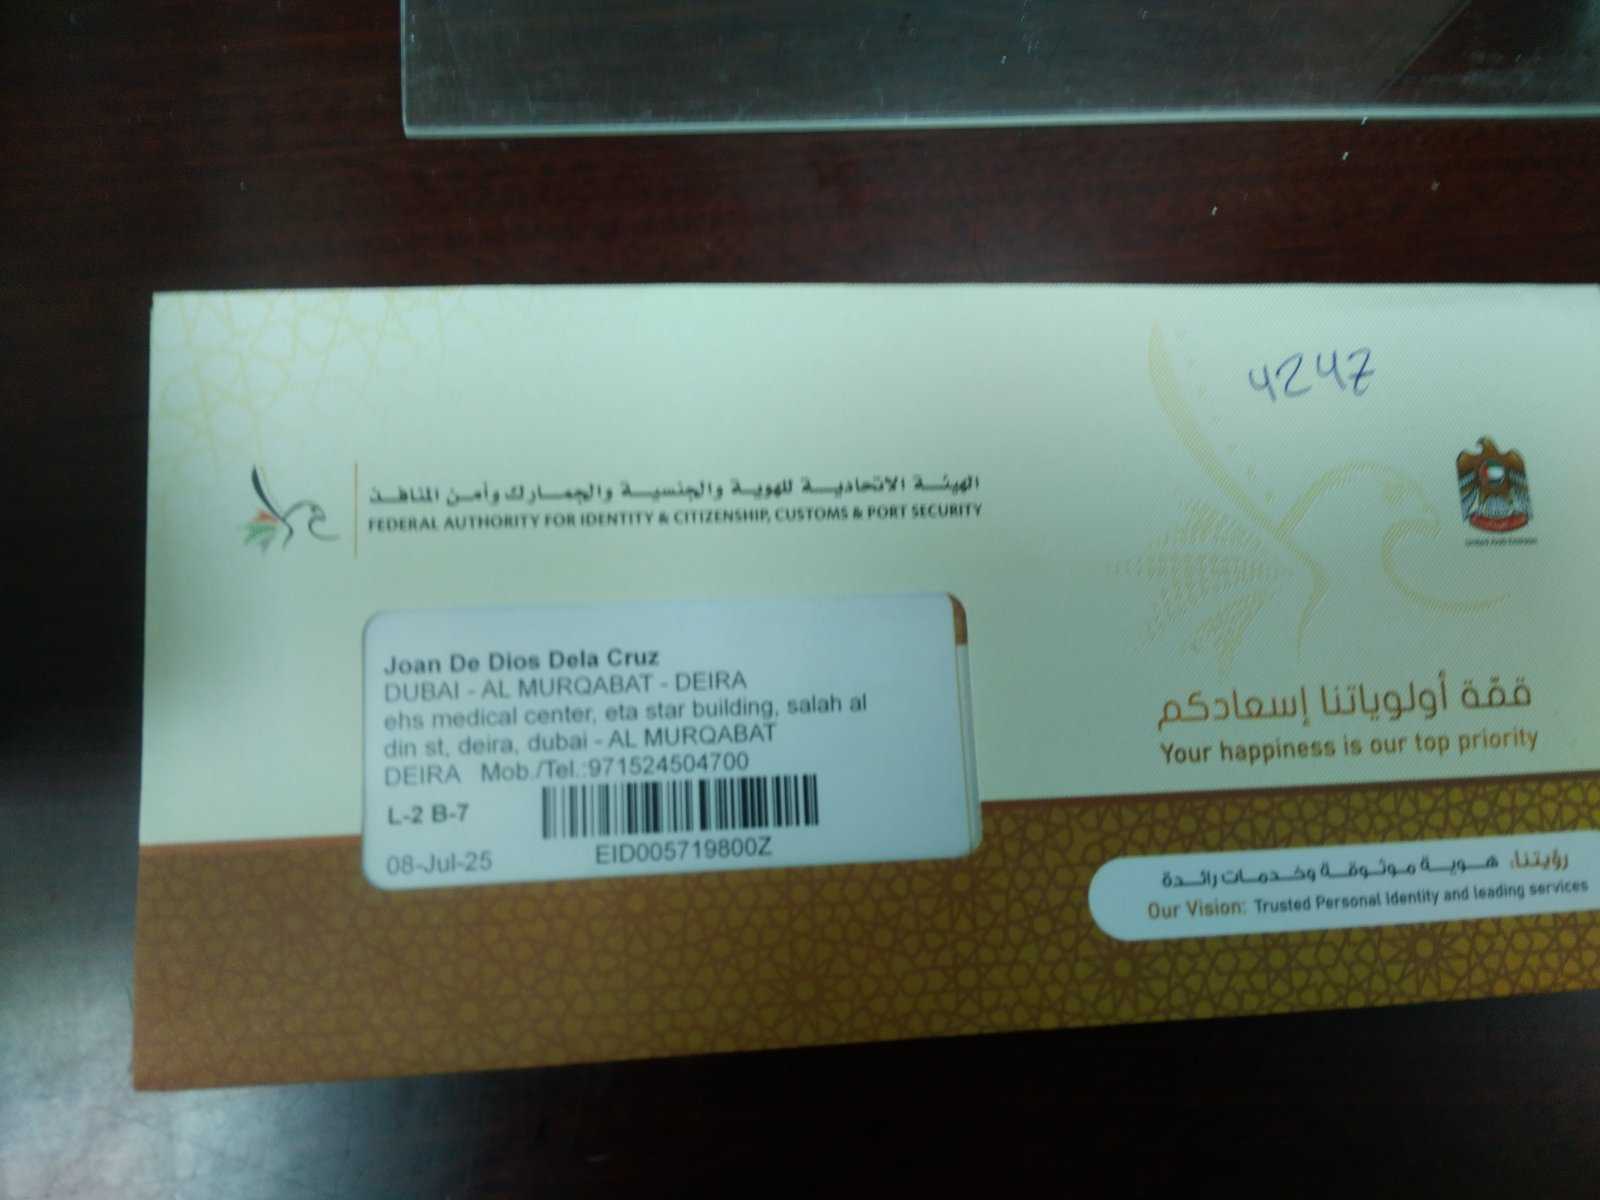 4247
الهيئة الاتحادية للهوية والجنسية والجمارك وأمن المنافذ
FEDERAL AUTHORITY FOR IDENTITY & CITIZENSHIP, CUSTOMS & PORT SECURITY
Joan De Dios Dela Cruz
DUBAI - AL MURQABAT - DEIRA
ehs medical center, eta star building, salah al
din st, deira, dubai - AL MURQABAT
DEIRA Mob./Tel.:971524504700
L-2 B-7
08-Jul-25
EID005719800Z
قمّة أولوياتنا إسعادكم
Your happiness is our top priority
رؤيتنا: هوية موثوقة وخدمات رائدة
Our Vision: Trusted Personal Identity and leading services